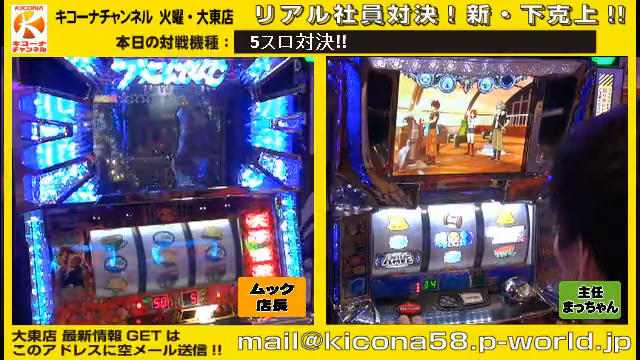 KICONA
キコーナ
チャンネル
キコーナチャンネル 火曜・大東店
リアル社員対決！新・下克上!!
本日の対戦機種：
5スロ対決!!
ムック
店長
主任
まっちゃん
50
5
34
大東店 最新情報 GET は
このアドレスに空メール送信!!
mail@kicona58.p-world.jp